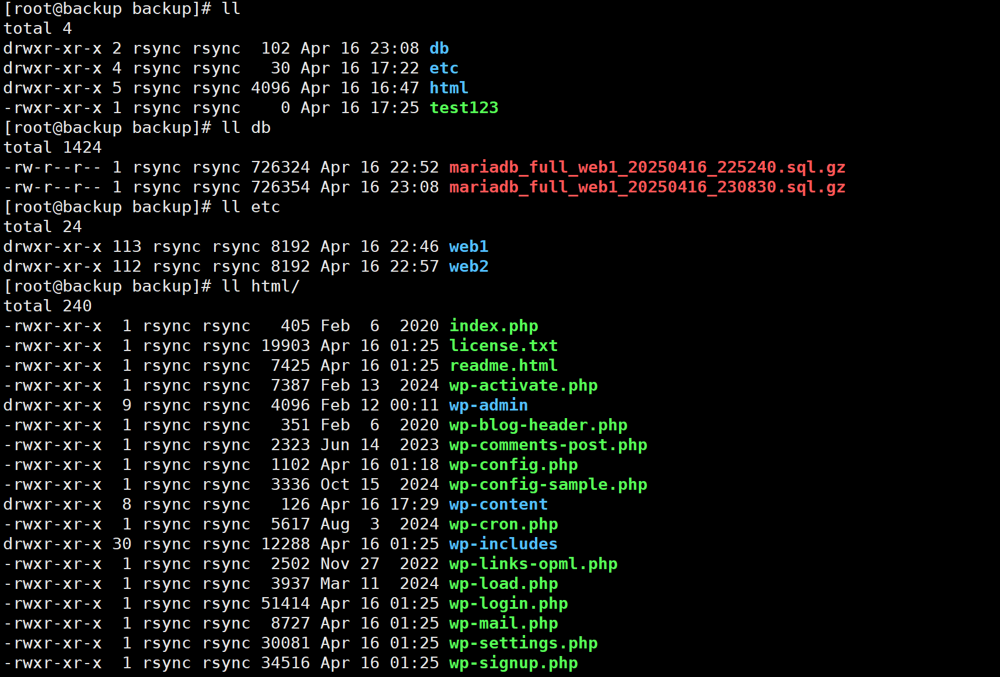 [root@backup backup]# ll
total 4
drwxr-xr-x 2 rsync rsync  102 Apr 16 23:08 db
drwxr-xr-x 4 rsync rsync   30 Apr 16 17:22 etc
drwxr-xr-x 5 rsync rsync 4096 Apr 16 16:47 html
-rwxr-xr-x 1 rsync rsync    0 Apr 16 17:25 test123
[root@backup backup]# ll db
total 1424
-rw-r--r-- 1 rsync rsync 726324 Apr 16 22:52 mariadb_full_web1_20250416_225240.sql.gz
-rw-r--r-- 1 rsync rsync 726354 Apr 16 23:08 mariadb_full_web1_20250416_230830.sql.gz
[root@backup backup]# ll etc
total 24
drwxr-xr-x 113 rsync rsync 8192 Apr 16 22:46 web1
drwxr-xr-x 112 rsync rsync 8192 Apr 16 22:57 web2
[root@backup backup]# ll html/
total 240
-rwxr-xr-x  1 rsync rsync   405 Feb  6  2020 index.php
-rwxr-xr-x  1 rsync rsync 19903 Apr 16 01:25 license.txt
-rwxr-xr-x  1 rsync rsync  7425 Apr 16 01:25 readme.html
-rwxr-xr-x  1 rsync rsync  7387 Feb 13  2024 wp-activate.php
drwxr-xr-x  9 rsync rsync  4096 Feb 12 00:11 wp-admin
-rwxr-xr-x  1 rsync rsync   351 Feb  6  2020 wp-blog-header.php
-rwxr-xr-x  1 rsync rsync  2323 Jun 14  2023 wp-comments-post.php
-rwxr-xr-x  1 rsync rsync  1102 Apr 16 01:18 wp-config.php
-rwxr-xr-x  1 rsync rsync  3336 Oct 15  2024 wp-config-sample.php
drwxr-xr-x  8 rsync rsync   126 Apr 16 17:29 wp-content
-rwxr-xr-x  1 rsync rsync  5617 Aug  3  2024 wp-cron.php
drwxr-xr-x 30 rsync rsync 12288 Apr 16 01:25 wp-includes
-rwxr-xr-x  1 rsync rsync  2502 Nov 27  2022 wp-links-opml.php
-rwxr-xr-x  1 rsync rsync  3937 Mar 11  2024 wp-load.php
-rwxr-xr-x  1 rsync rsync 51414 Apr 16 01:25 wp-login.php
-rwxr-xr-x  1 rsync rsync  8727 Apr 16 01:25 wp-mail.php
-rwxr-xr-x  1 rsync rsync 30081 Apr 16 01:25 wp-settings.php
-rwxr-xr-x  1 rsync rsync 34516 Apr 16 01:25 wp-signup.php